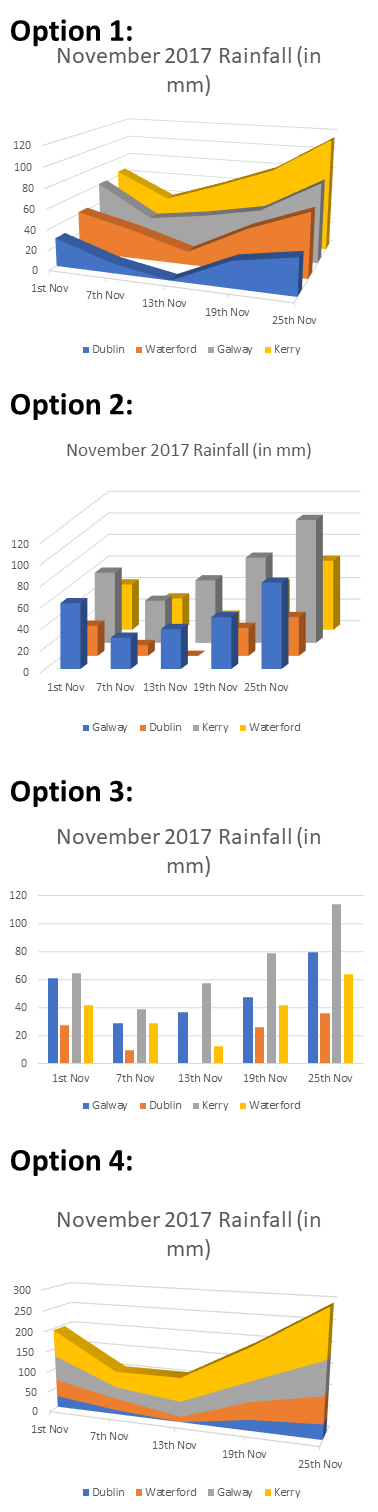 Option 1:
November 2017 Rainfall (in
mm)
120
100
80
60
40
20
0
1st Nov
7th Nov
13th Nov
19th Nov
25th Nov
Dublin Waterford Galway Kerry
Option 2:
November 2017 Rainfall (in mm)
120
100
80
60
40
20
0
1st Nov 7th Nov 13th Nov 19th Nov 25th Nov
Galway Dublin Kerry Waterford
Option 3:
November 2017 Rainfall (in
mm)
120
100
80
60
40
20
0
1st Nov 7th Nov 13th Nov 19th Nov 25th Nov
Galway Dublin Kerry Waterford
Option 4:
November 2017 Rainfall (in
mm)
300
250
200
150
100
50
0
1st Nov
7th Nov
13th Nov
19th Nov
25th Nov
Dublin Waterford Galway Kerry